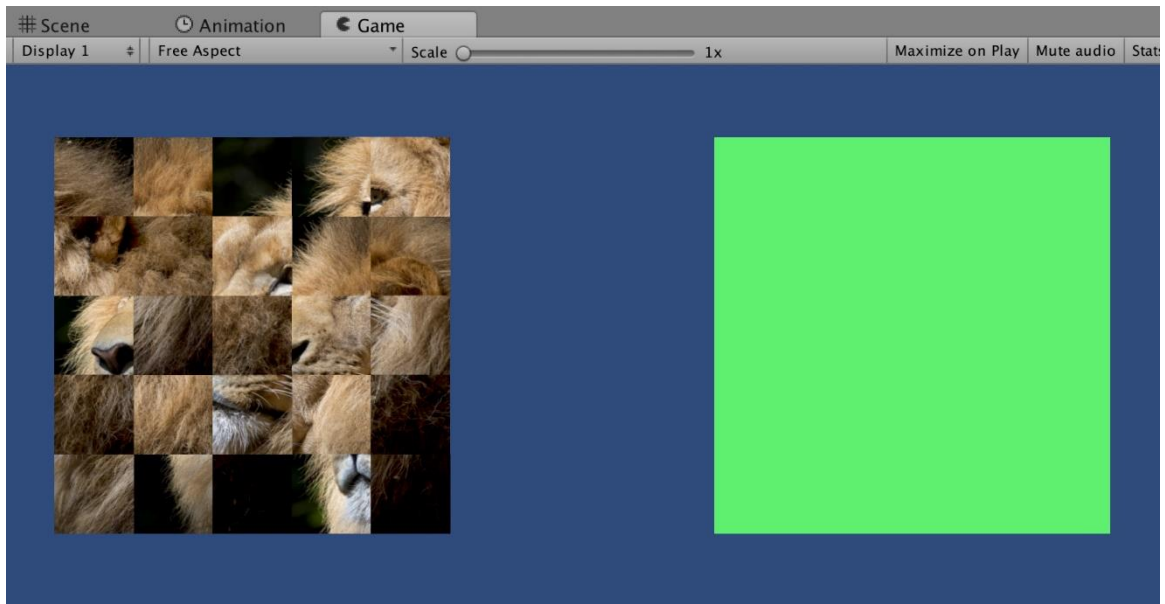 Scene Animation Game
Display 1 Free Aspect Scale 1x Maximize on Play Mute audio Stats